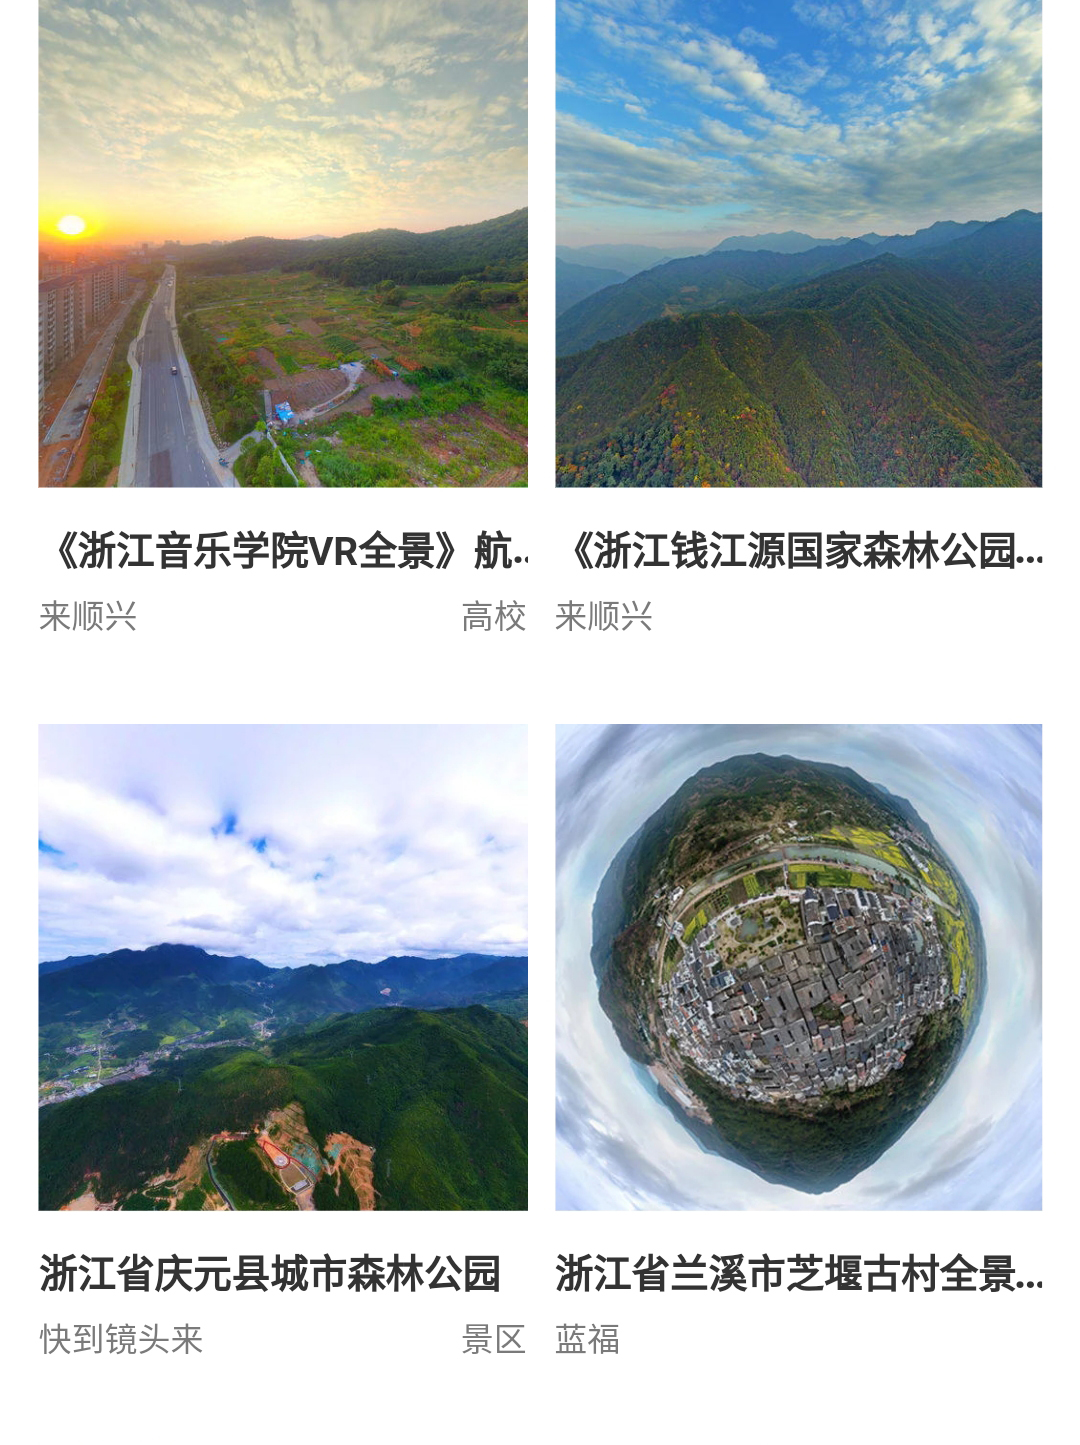 《浙江音乐学院VR全景》航...
来顺兴
高校
《浙江钱江源国家森林公园...
来顺兴
浙江省庆元县城市森林公园
快到镜头来
景区
浙江省兰溪市芝堰古村全景...
蓝福